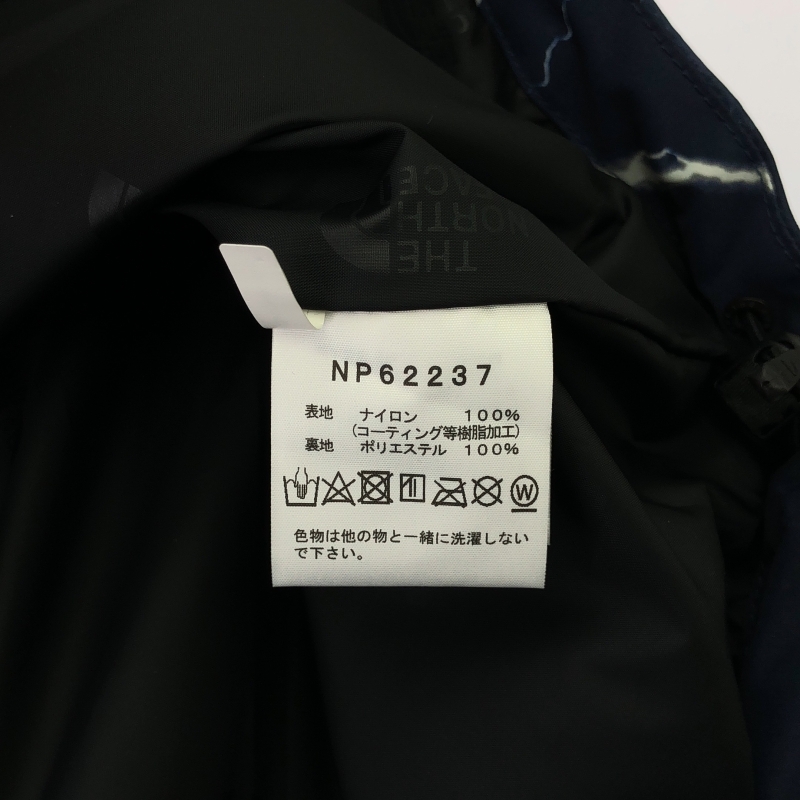 THE
NORTH
FACE
NP62237
表地 ナイロン 100%
(コーティング等樹脂加工)
裏地 ポリエステル 100%
W
色物は他の物と一緒に洗濯しない
で下さい。